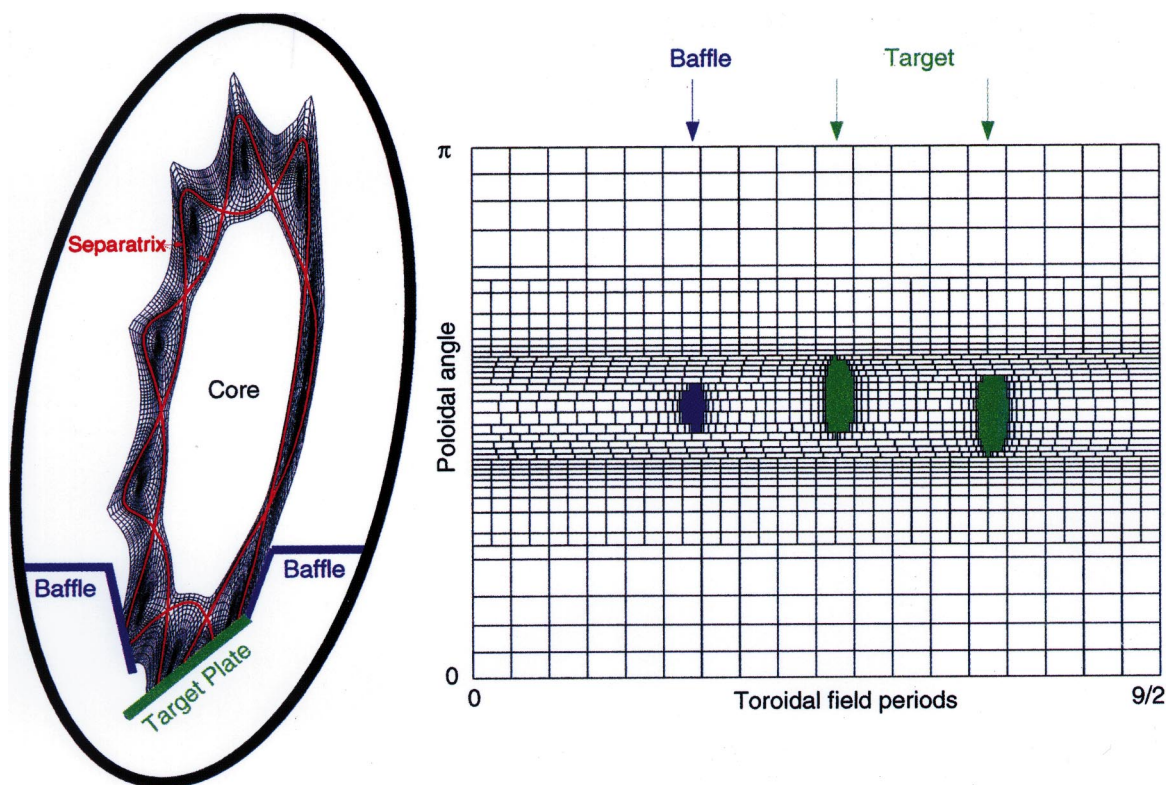 Separatrix
Core
Baffle
Baffle
Target Plate
Baffle
Target
π
Poloidal angle
0
0
Toroidal field periods
9/2